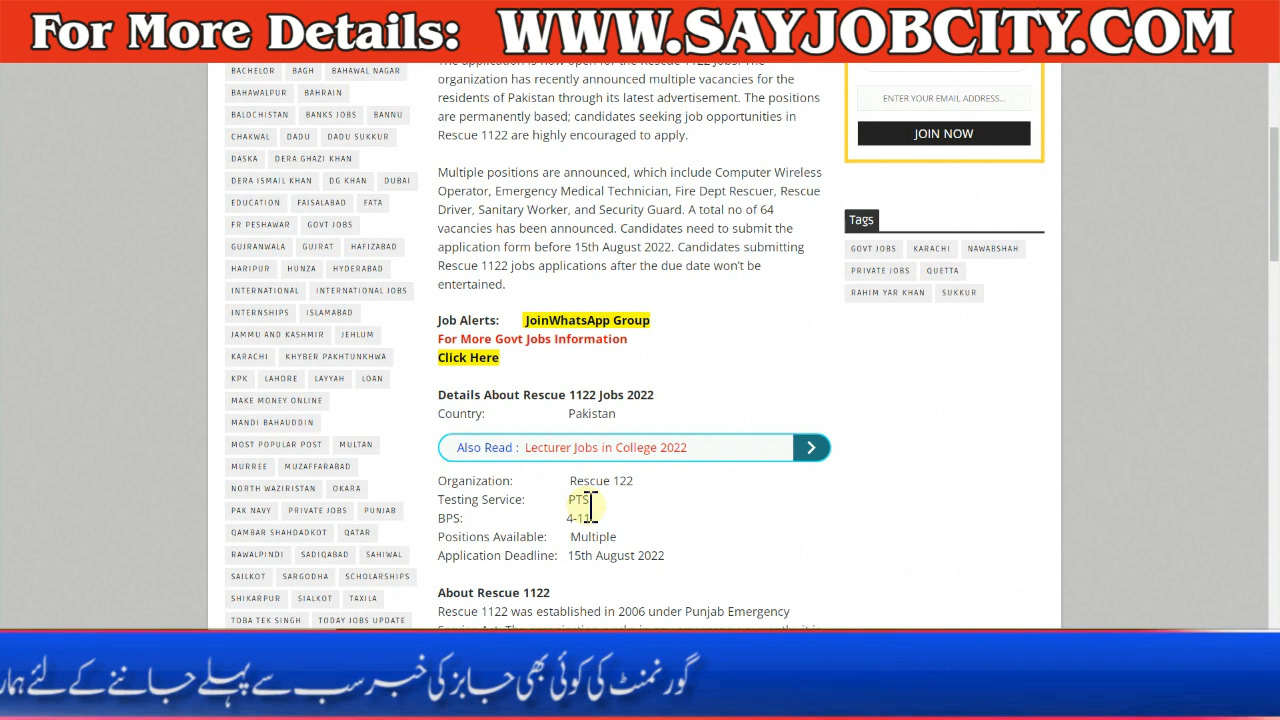 For More Details: WWW.SAYJOBCITY.COM
BACHELOR BAGH BAHAWAL NAGAR
BAHAWALPUR BAHRAIN
BALOCHISTAN BANKS JOBS BANNU
CHAKWAL DADU DADU SUKKUR
DASKA DERA GHAZI KHAN
DERA ISMAIL KHAN DG KHAN DUBAI
EDUCATION FAISALABAD FATA
FR PESHAWAR GOVT JOBS
GUJRANWALA GUJRAT HAFIZABAD
HARIPUR HUNZA HYDERABAD
INTERNATIONAL INTERNATIONAL JOBS
INTERNSHIPS ISLAMABAD
JAMMU AND KASHMIR JEHLUM
KARACHI KHYBER PAKHTUNKHWA
KPK LAHORE LAYYAH LOAN
MAKE MONEY ONLINE
MANDI BAHAUDDIN
MOST POPULAR POST MULTAN
MURREE MUZAFFARABAD
NORTH WAZIRISTAN OKARA
PAK NAVY PRIVATE JOBS PUNJAB
QAMBAR SHAHDADKOT QATAR
RAWALPINDI SADIQABAD SAHIWAL
SAILKOT SARGODHA SCHOLARSHIPS
SHIKARPUR SIALKOT TAXILA
TOBA TEK SINGH TODAY JOBS UPDATE
The application is now open for the Rescue 1122 Jobs. The
organization has recently announced multiple vacancies for the
residents of Pakistan through its latest advertisement. The positions
are permanently based; candidates seeking job opportunities in
Rescue 1122 are highly encouraged to apply.
Multiple positions are announced, which include Computer Wireless
Operator, Emergency Medical Technician, Fire Dept Rescuer, Rescue
Driver, Sanitary Worker, and Security Guard. A total no of 64
vacancies has been announced. Candidates need to submit the
application form before 15th August 2022. Candidates submitting
Rescue 1122 jobs applications after the due date won't be
entertained.
Job Alerts: JoinWhatsApp Group
For More Govt Jobs Information
Click Here
Details About Rescue 1122 Jobs 2022
Country: Pakistan
Also Read : Lecturer Jobs in College 2022
Organization: Rescue 122
Testing Service: PTS
BPS: 4-11
Positions Available: Multiple
Application Deadline: 15th August 2022
About Rescue 1122
Rescue 1122 was established in 2006 under Punjab Emergency
ENTER YOUR EMAIL ADDRESS...
JOIN NOW
Tags
GOVT JOBS KARACHI NAWABSHAH
PRIVATE JOBS QUETTA
RAHIM YAR KHAN SUKKUR
گورنمنٹ کی کوئی بھی جابز کی خبر سب سے پہلے جاننے کے لئے